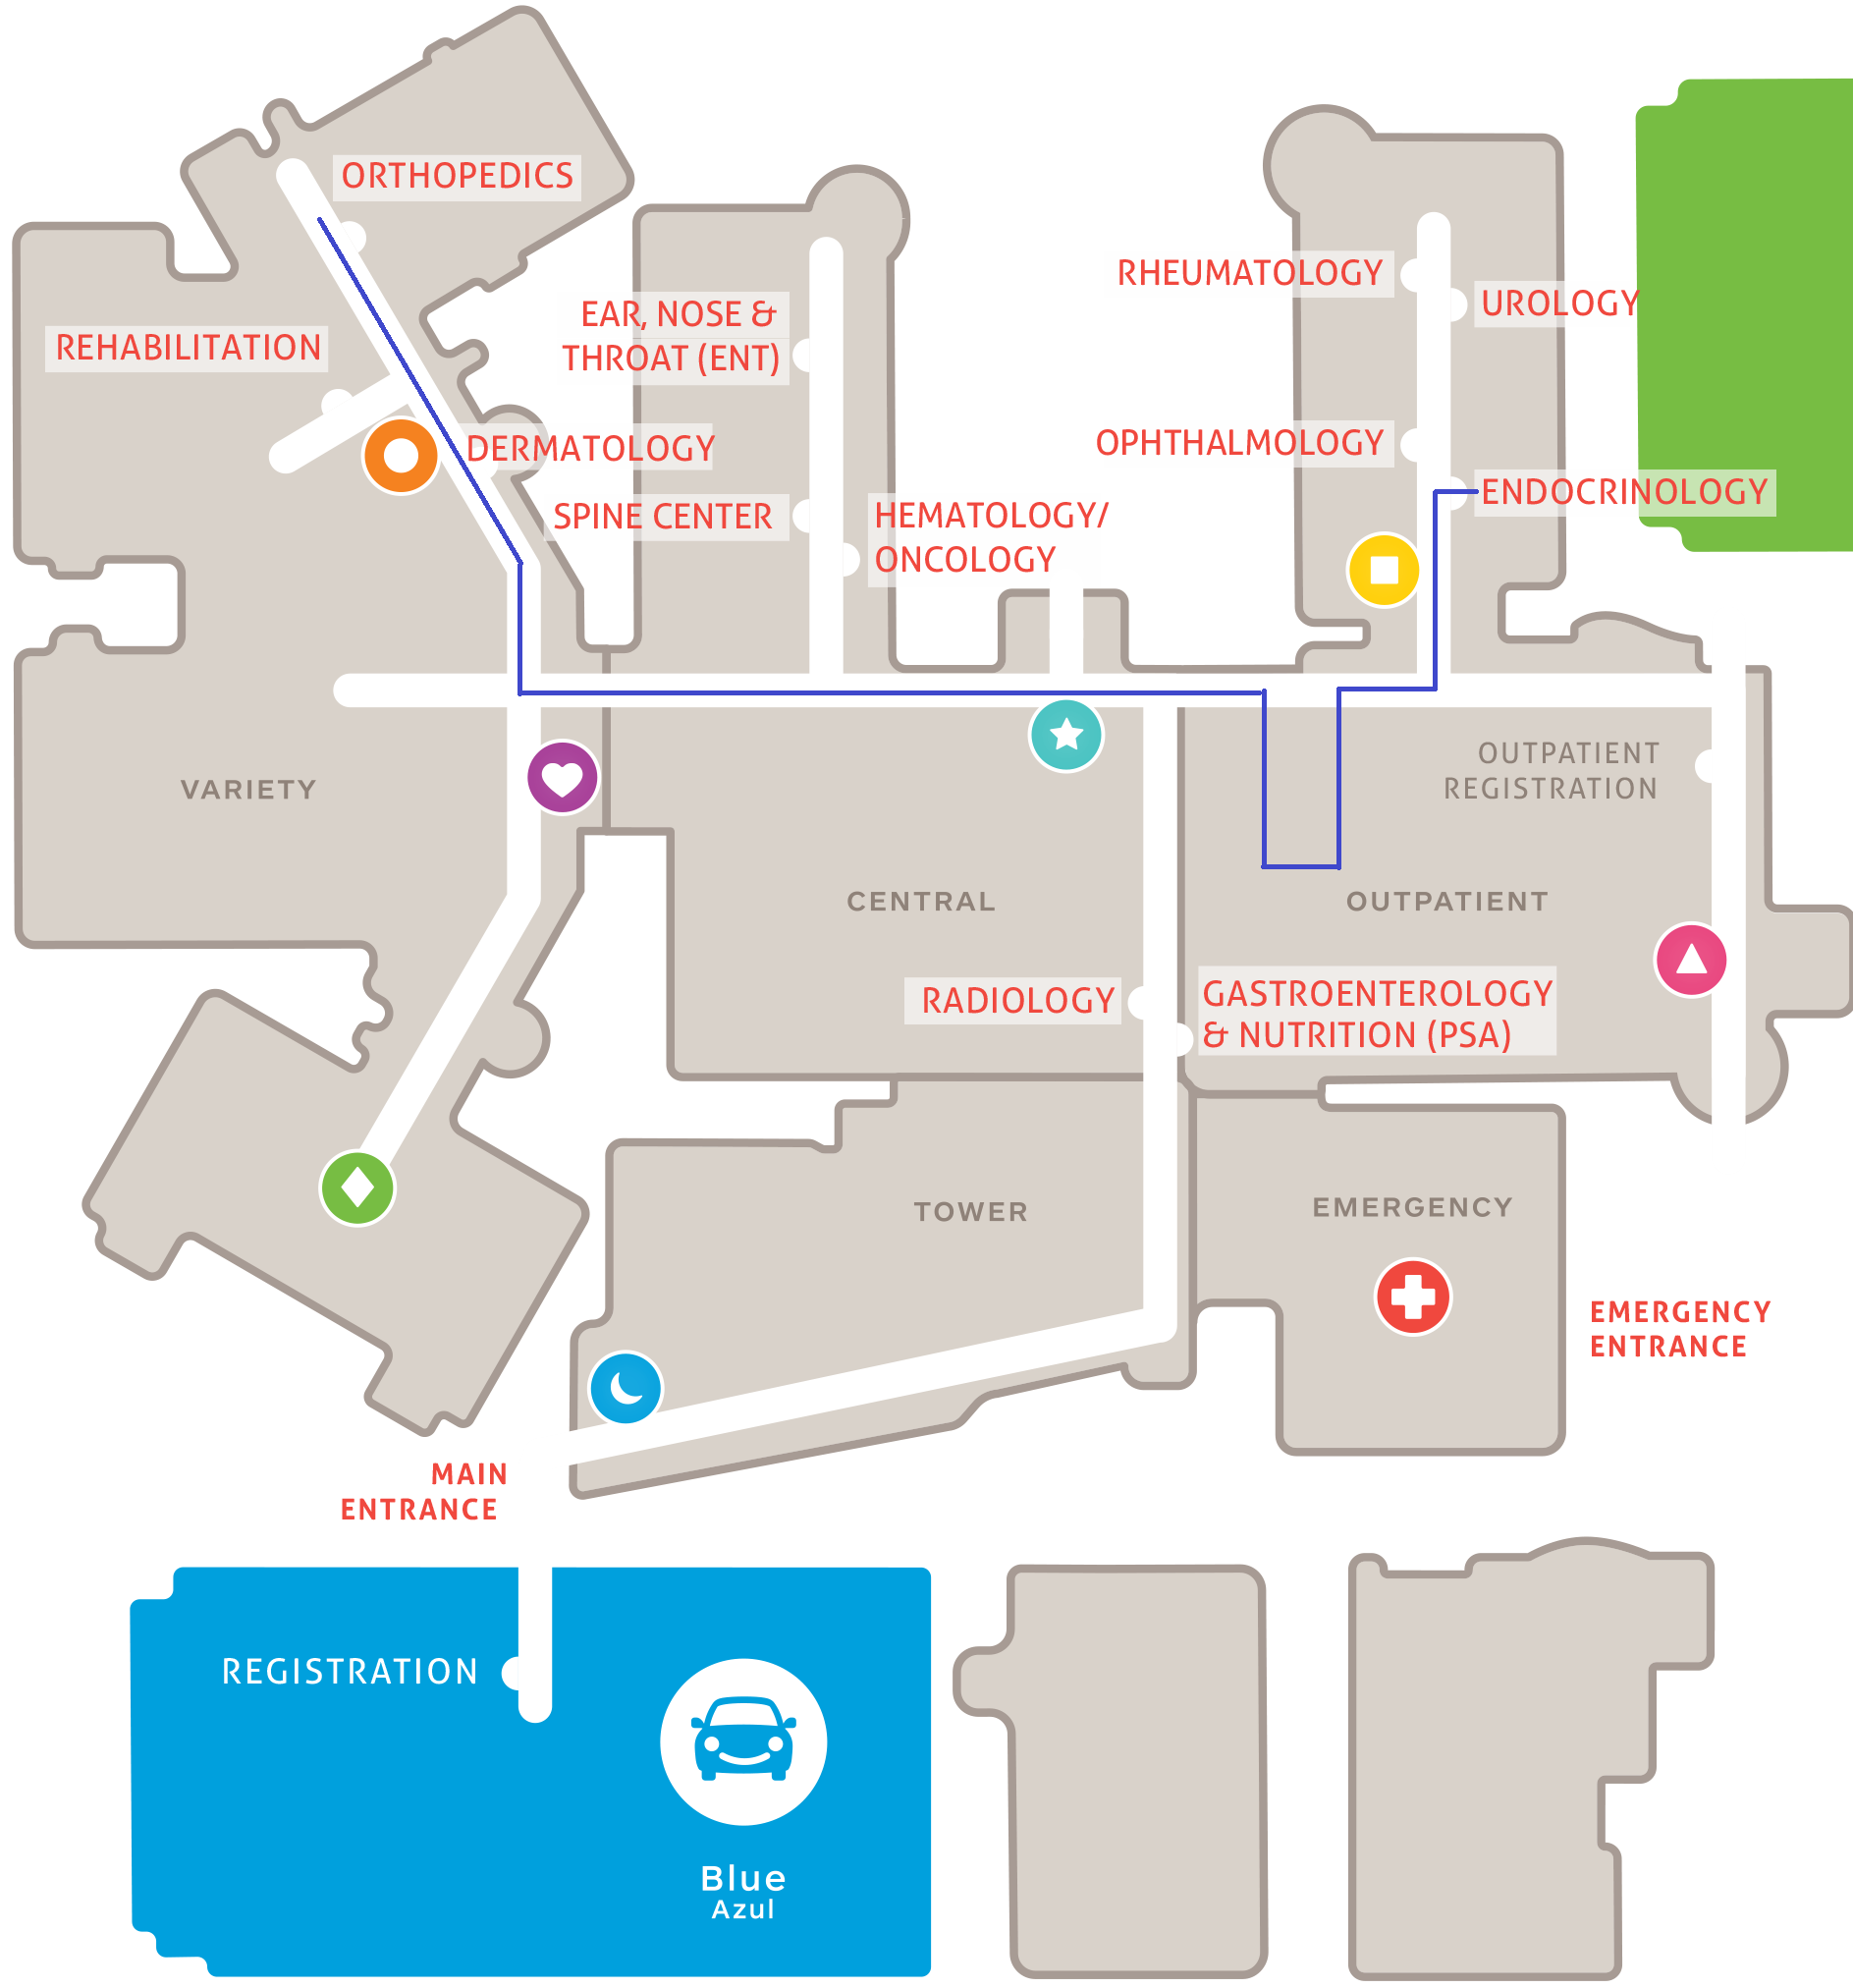 ORTHOPEDICS
RHEUMATOLOGY
UROLOGY
EAR, NOSE &
THROAT (ENT)
REHABILITATION
OPHTHALMOLOGY
DERMATOLOGY
ENDOCRINOLOGY
SPINE CENTER
HEMATOLOGY/
ONCOLOGY
OUTPATIENT
REGISTRATION
VARIETY
CENTRAL
OUTPATIENT
RADIOLOGY
GASTROENTEROLOGY
& NUTRITION (PSA)
TOWER
EMERGENCY
EMERGENCY
ENTRANCE
MAIN
ENTRANCE
REGISTRATION
Blue
Azul